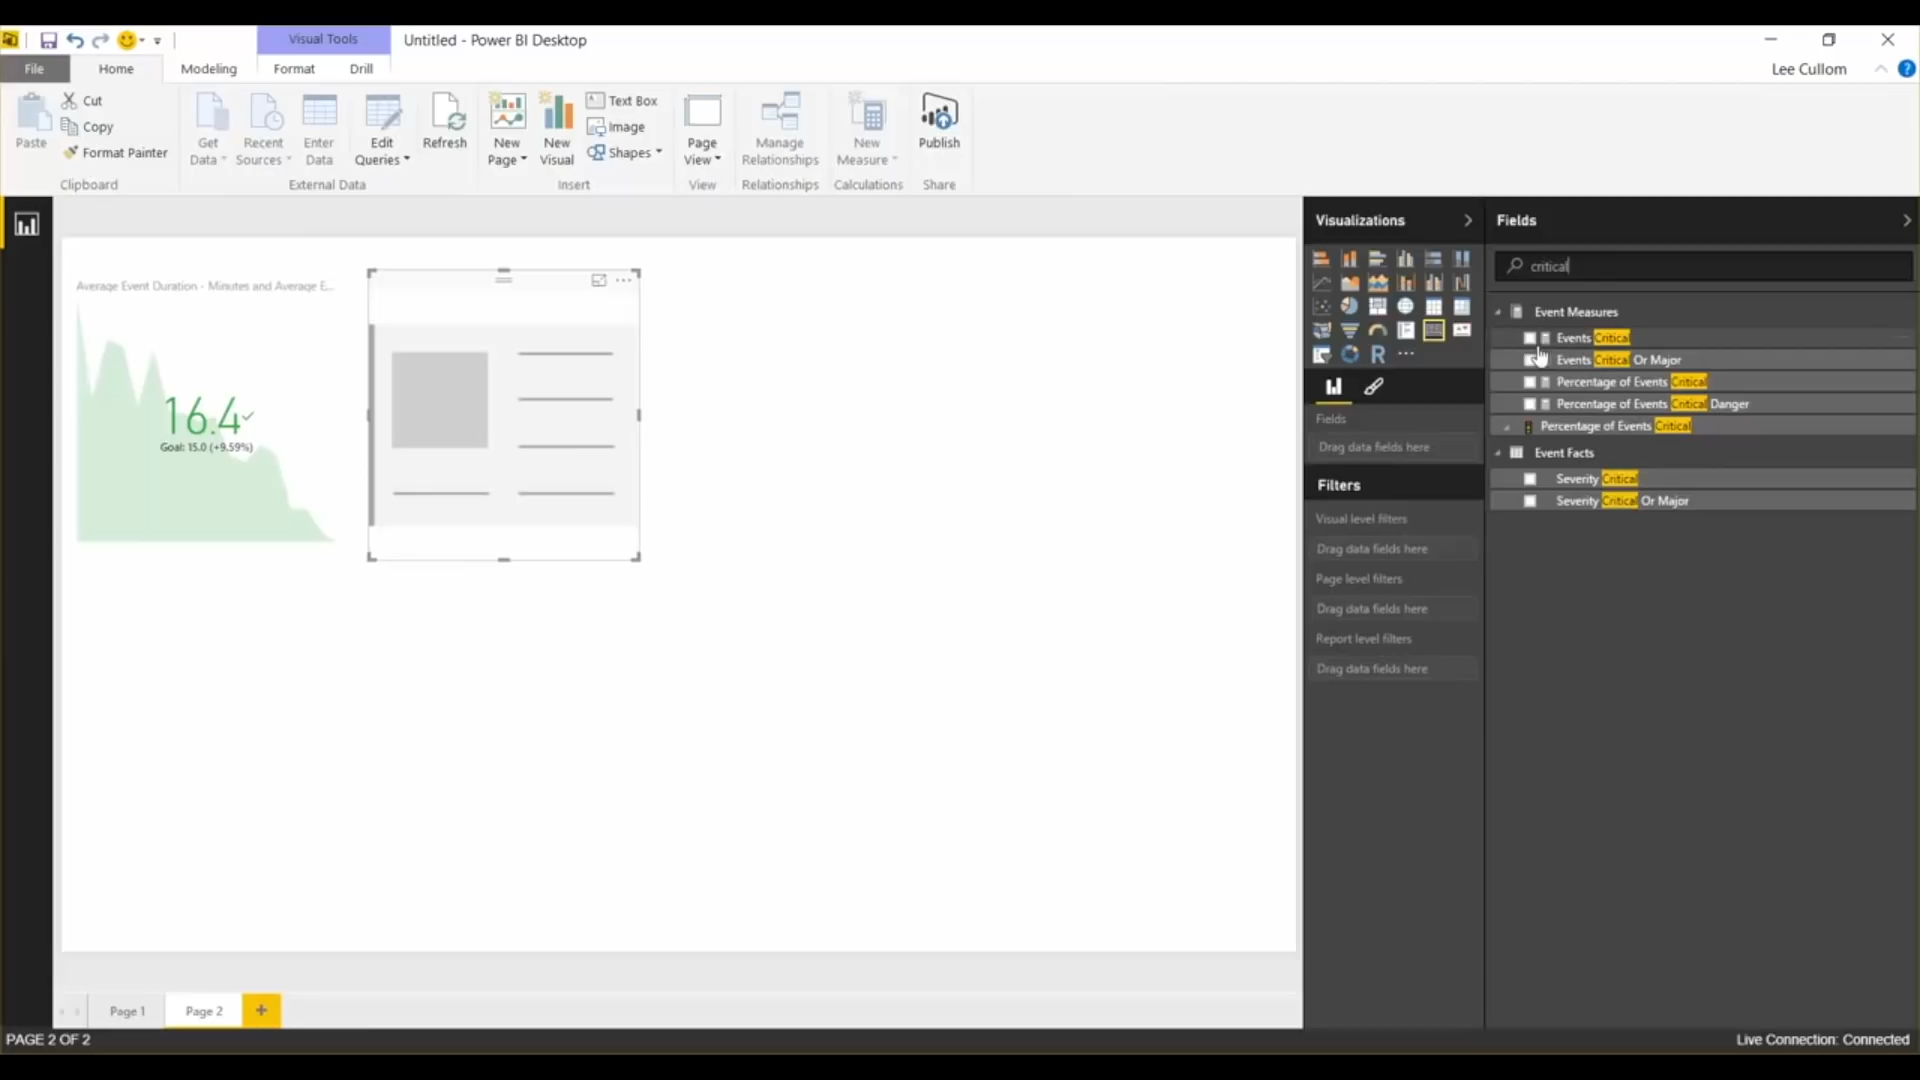 Visual Tools
Untitled - Power BI Desktop
File
Home
Modeling
Format
Drill
Lee Cullom
?
Paste
Cut
Copy
Format Painter
Clipboard
Get Data
Recent Sources
Enter Data
External Data
Edit Queries
Refresh
New Page
New Visual
Text Box
Image
Shapes
Insert
Page View
View
Manage Relationships
Relationships
New Measure
Calculations
Publish
Share
Average Event Duration - Minutes and Average E...
16.4
Goal: 15.0 (+9.59%)
Visualizations
R
Fields
Drag data fields here
Filters
Visual level filters
Drag data fields here
Page level filters
Drag data fields here
Report level filters
Drag data fields here
Fields
critical
Event Measures
Events Critical
Events Critical Or Major
Percentage of Events Critical
Percentage of Events Critical Danger
Percentage of Events Critical
Event Facts
Severity Critical
Severity Critical Or Major
Page 1
Page 2
+
PAGE 2 OF 2
Live Connection: Connected